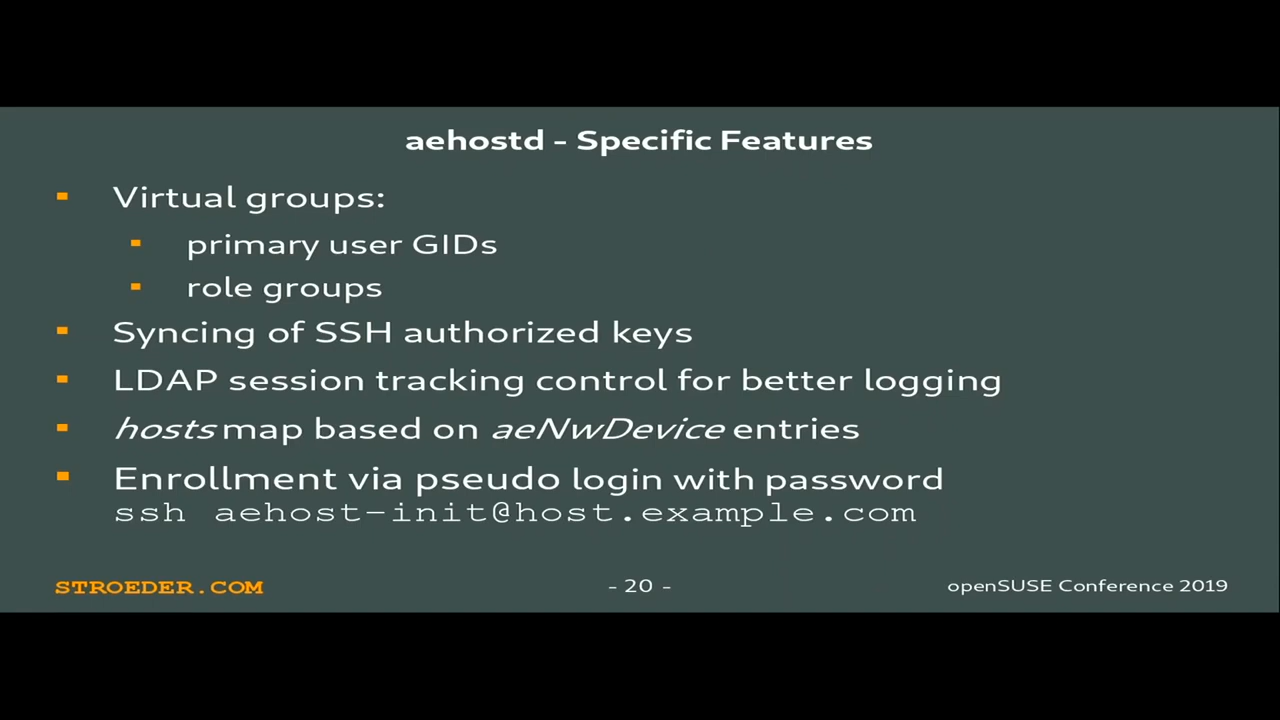 aehostd - Specific Features
Virtual groups:
primary user GIDs
role groups
Syncing of SSH authorized keys
LDAP session tracking control for better logging
hosts map based on aeNwDevice entries
Enrollment via pseudo login with password
ssh aehost-init@host.example.com
STROEDER.COM
- 20 -
openSUSE Conference 2019